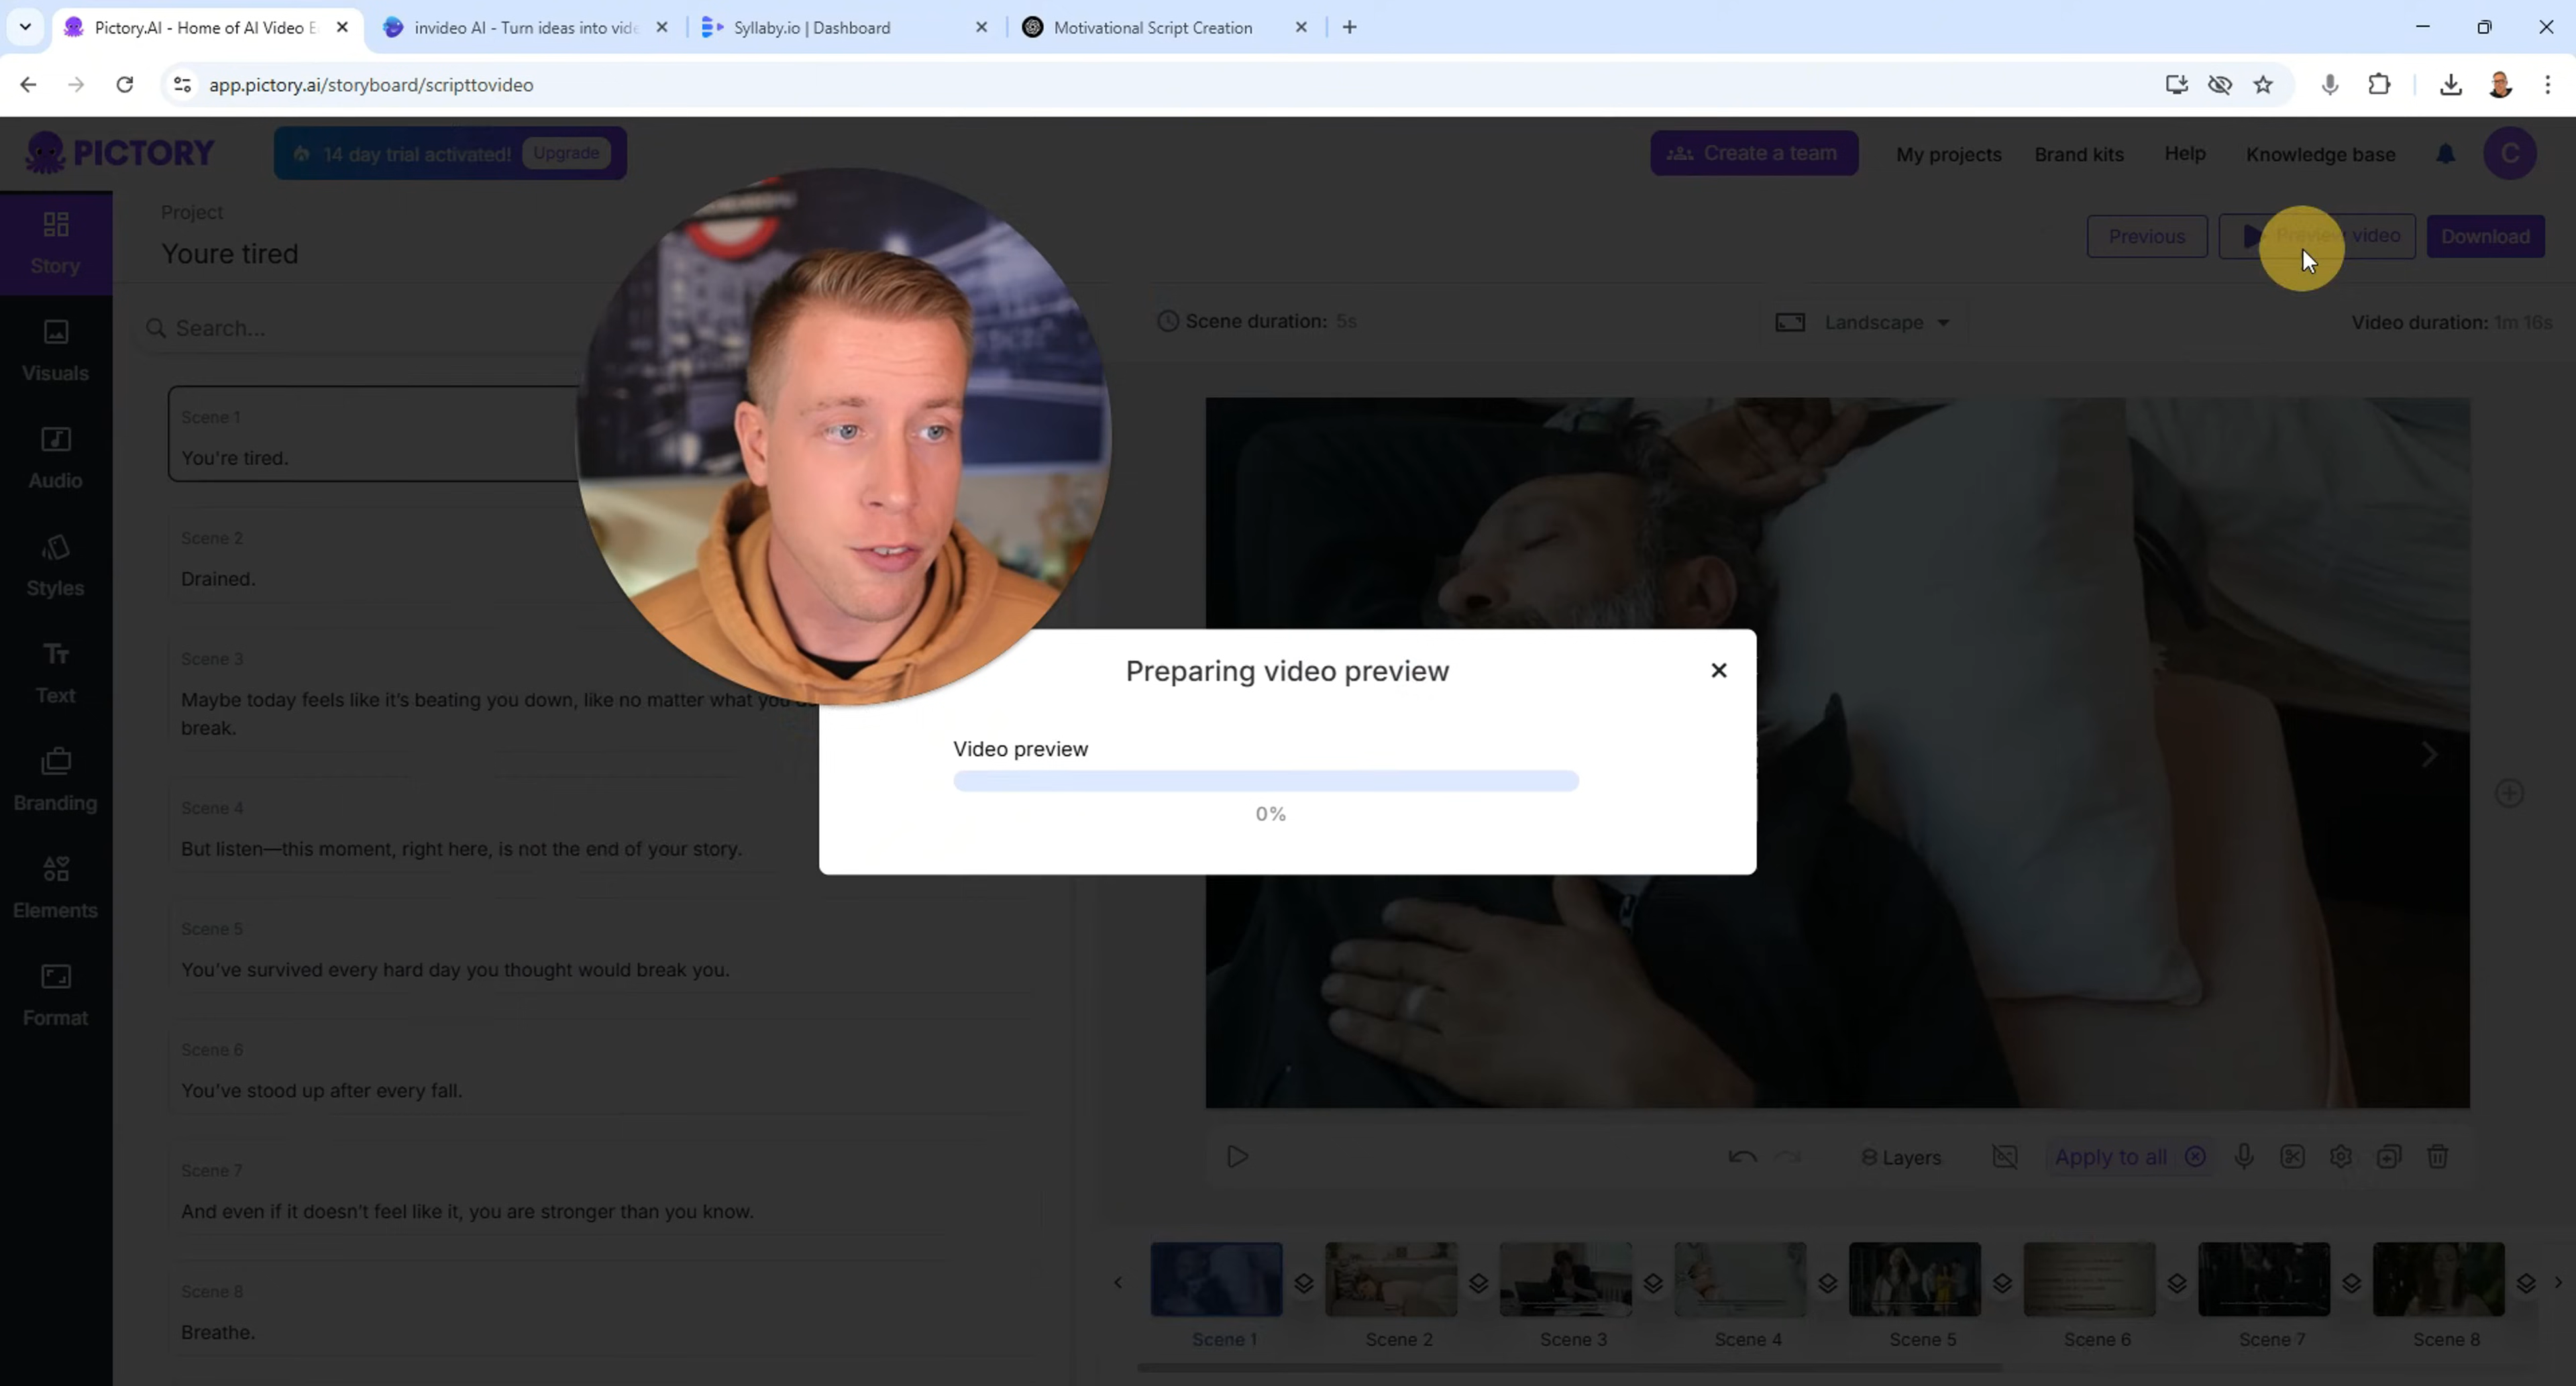 Pictory.AI - Home of AI Video E
invideo AI - Turn ideas into vide
Syllaby.io | Dashboard
Motivational Script Creation
app.pictory.ai/storyboard/scripttovideo
PICTORY
14 day trial activated!
Upgrade
Create a team
My projects
Brand kits
Help
Knowledge base
C
Project
Youre tired
Previous
Preview video
Download
Story
Visuals
Audio
Styles
Text
Branding
Elements
Format
Search...
Scene duration: 5s
Landscape
Video duration: 1m 16s
Scene 1
You're tired.
Scene 2
Drained.
Scene 3
Maybe today feels like it's beating you down, like no matter what you
break.
Scene 4
But listen—this moment, right here, is not the end of your story.
Scene 5
You've survived every hard day you thought would break you.
Scene 6
You've stood up after every fall.
Scene 7
And even if it doesn't feel like it, you are stronger than you know.
Scene 8
Breathe.
Preparing video preview
Video preview
0%
Layers
Apply to all
Scene 1
Scene 2
Scene 3
Scene 4
Scene 5
Scene 6
Scene 7
Scene 8